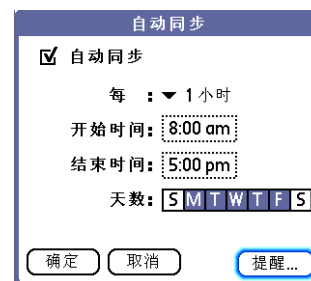 自动同步
自动同步
每 : 1 小时
开始时间: 8:00 am
结束时间: 5:00 pm
天数: S M T W T F S
确定 取消 提醒...